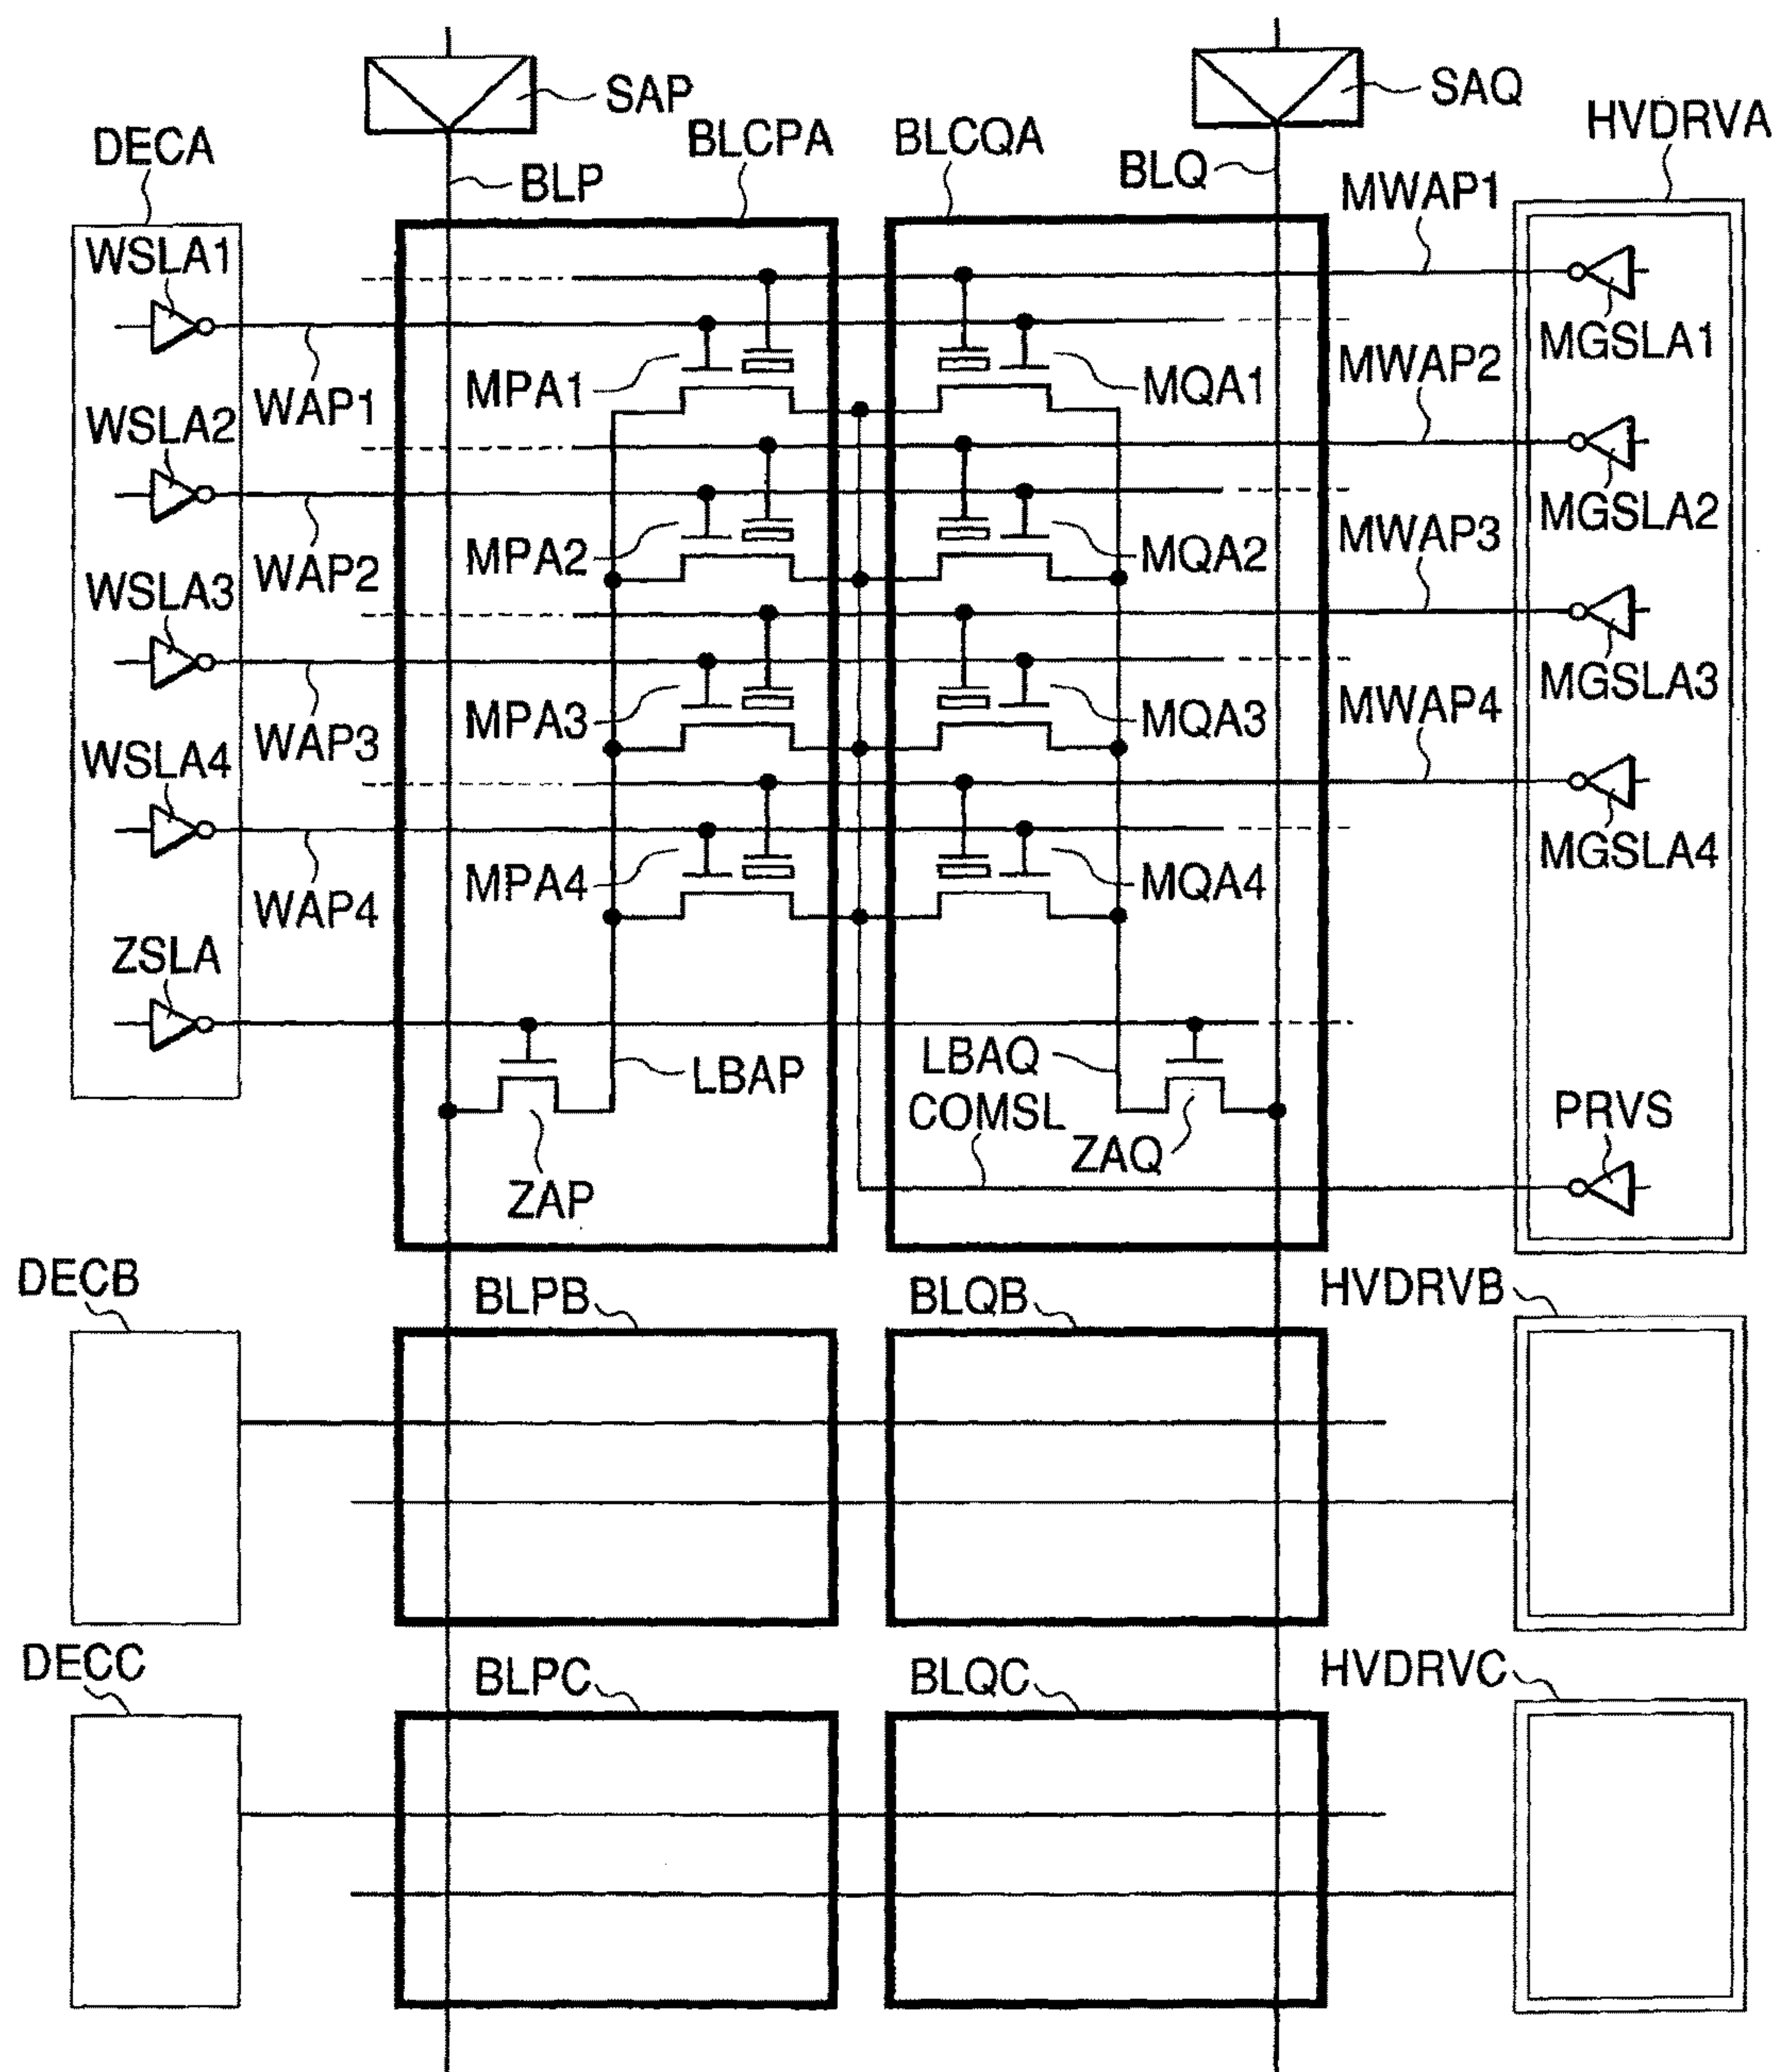 SAP
SAQ
DECA
BLCPA
BLCQA
HVDRVA
BLP
BLQ
MWAP1
WSLA1
MGSLA1
WAP1
MPA1
MQA1
MWAP2
WSLA2
MGSLA2
WAP2
MPA2
MQA2
MWAP3
WSLA3
MGSLA3
WAP3
MPA3
MQA3
MWAP4
WSLA4
MGSLA4
WAP4
MPA4
MQA4
ZSLA
LBAP
LBAQ
COMSL
ZAQ
PRVS
ZAP
DECB
BLPB
BLQB
HVDRVB
DECC
BLPC
BLQC
HVDRVC